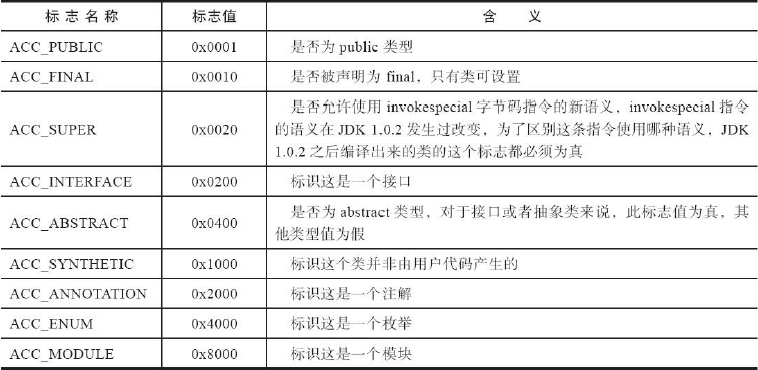 标志名称 标志值 含 义
ACC_PUBLIC 0x0001 是否为 public 类型
ACC_FINAL 0x0010 是否被声明为 final，只有类可设置
是否允许使用 invokespecial 字节码指令的新语义，invokespecial 指令
ACC_SUPER 0x0020 的语义在 JDK 1.0.2 发生过改变，为了区别这条指令使用哪种语义，JDK
1.0.2 之后编译出来的类的这个标志都必须为真
ACC_INTERFACE 0x0200 标识这是一个接口
是否为 abstract 类型，对于接口或者抽象类来说，此标志值为真，其
ACC_ABSTRACT 0x0400
他类型值为假
ACC_SYNTHETIC 0x1000 标识这个类并非由用户代码产生的
ACC_ANNOTATION 0x2000 标识这是一个注解
ACC_ENUM 0x4000 标识这是一个枚举
ACC_MODULE 0x8000 标识这是一个模块